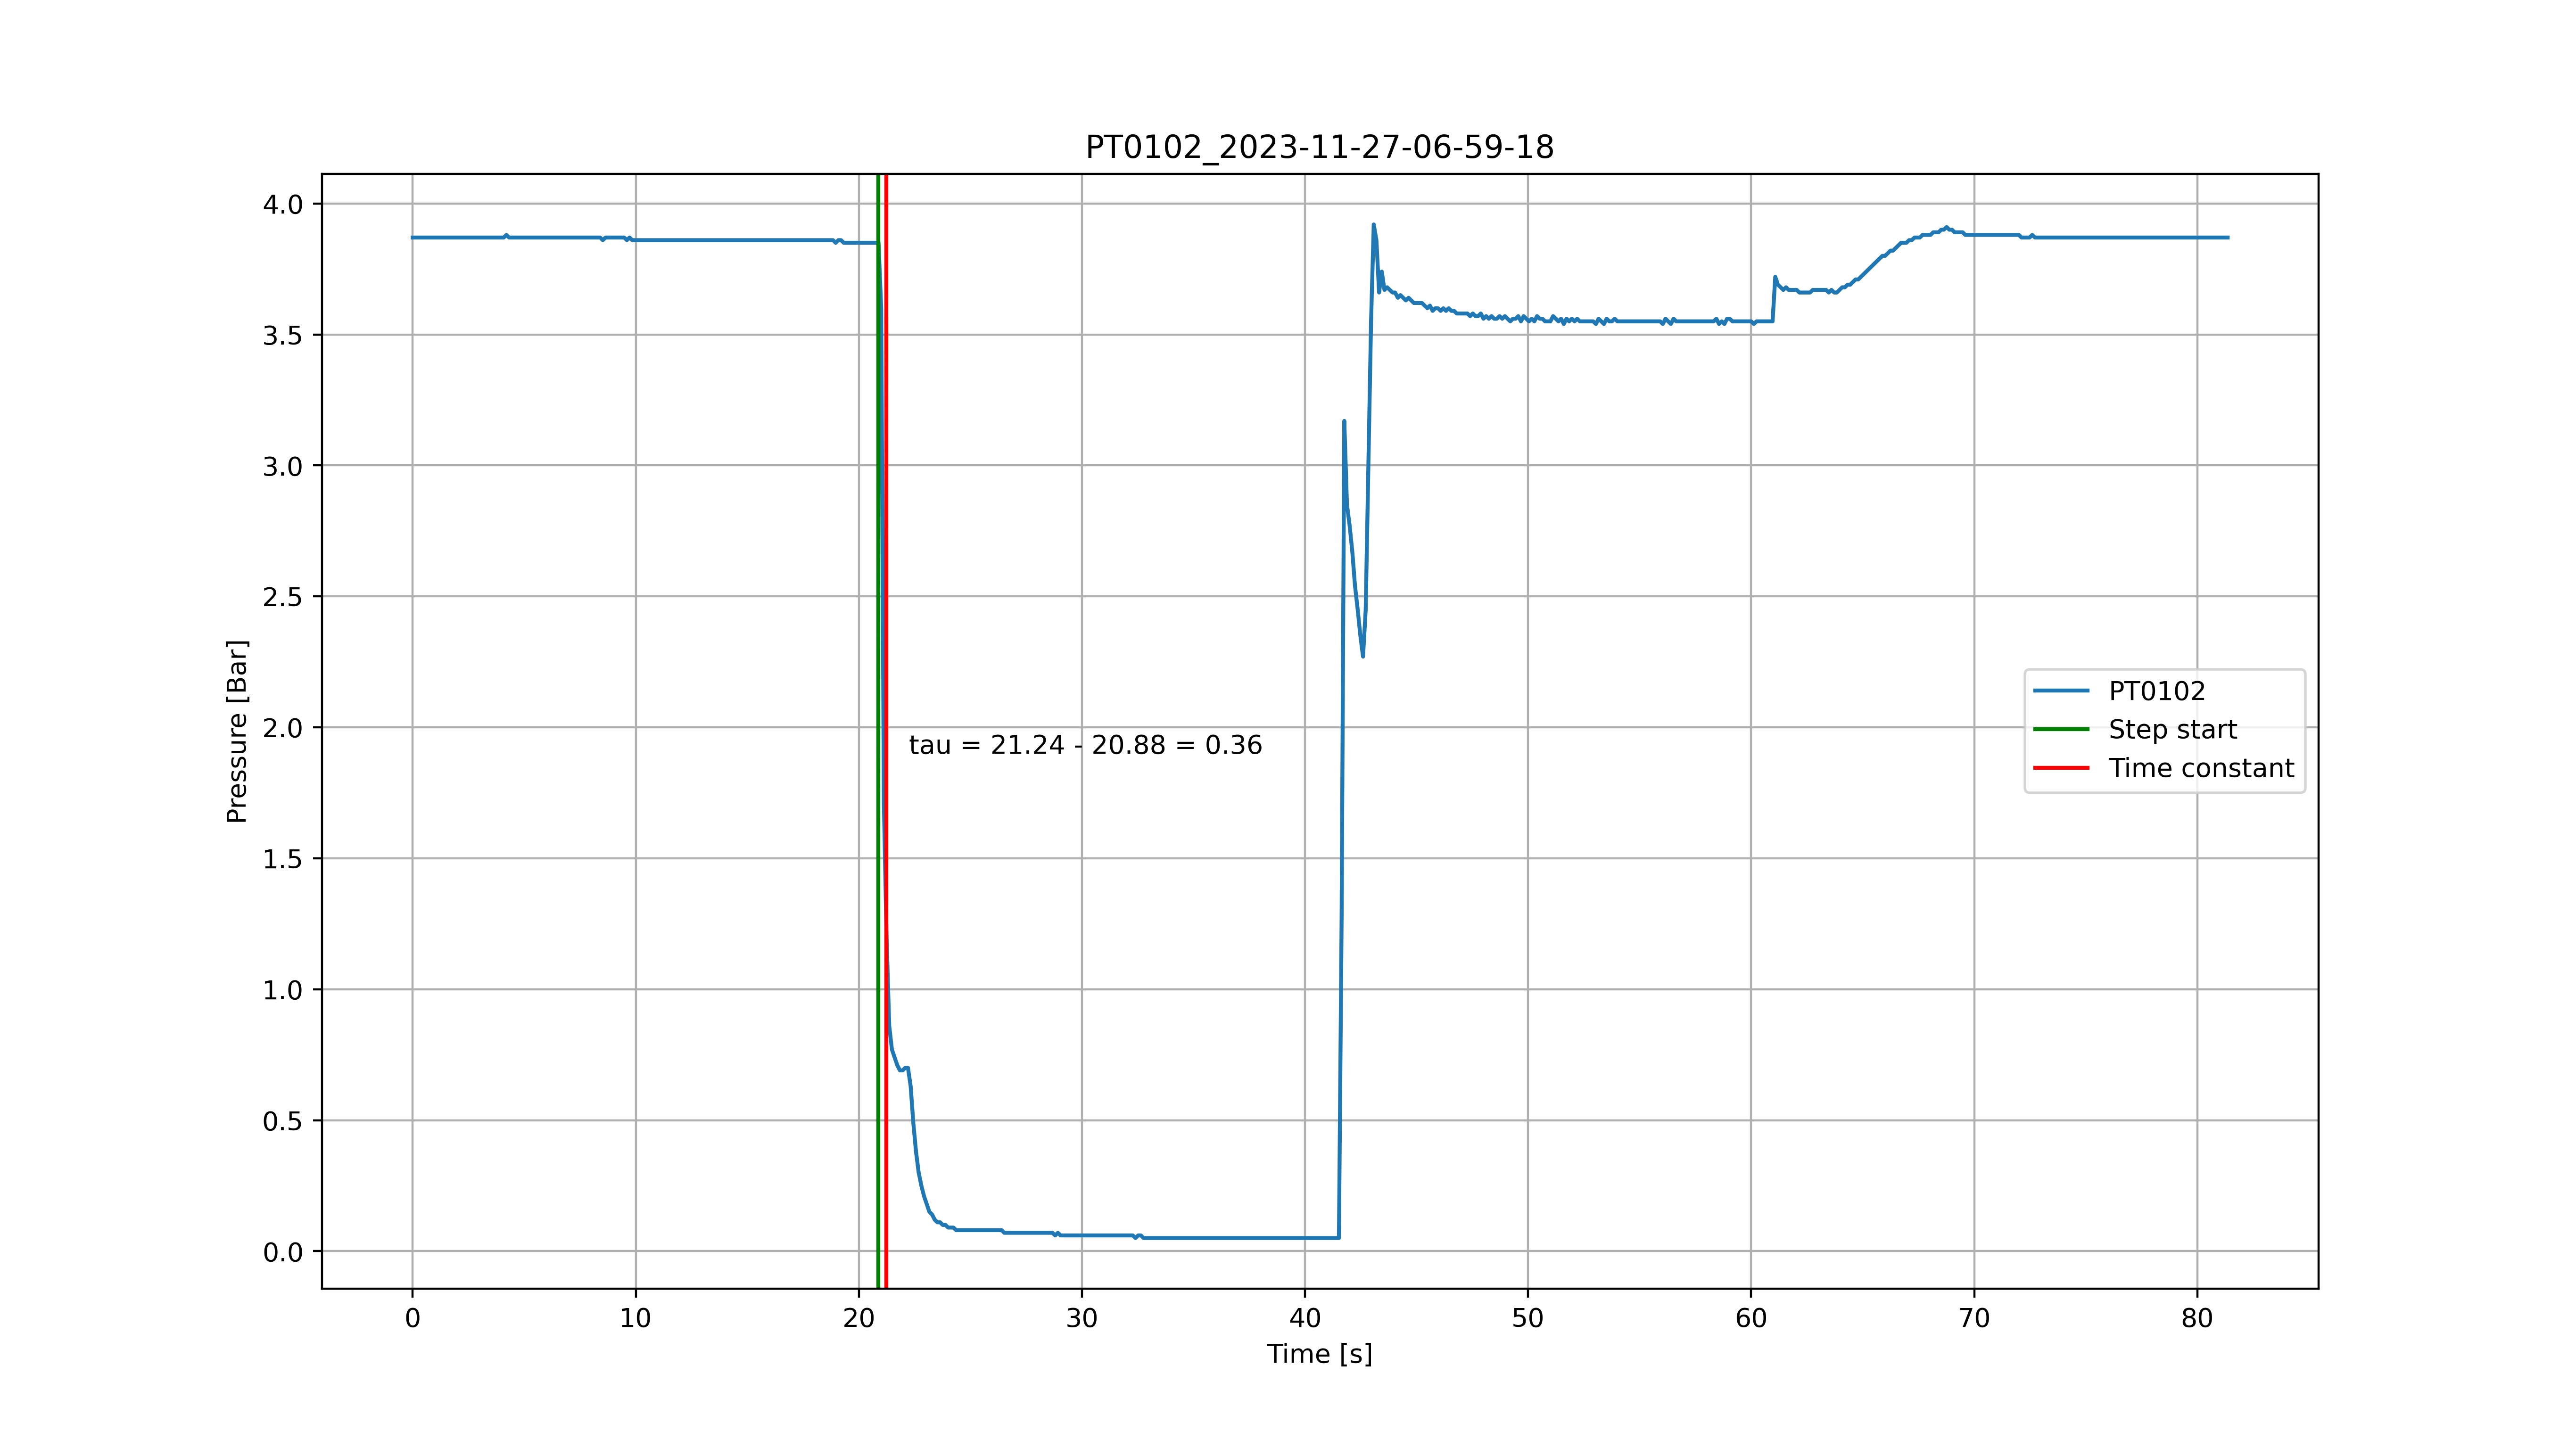 PT0102_2023-11-27-06-59-18
4.0
3.5
3.0
2.5
2.0
1.5
1.0
0.5
0.0
Pressure [Bar]
tau = 21.24 - 20.88 = 0.36
PT0102
Step start
Time constant
0 10 20 30 40 50 60 70 80
Time [s]